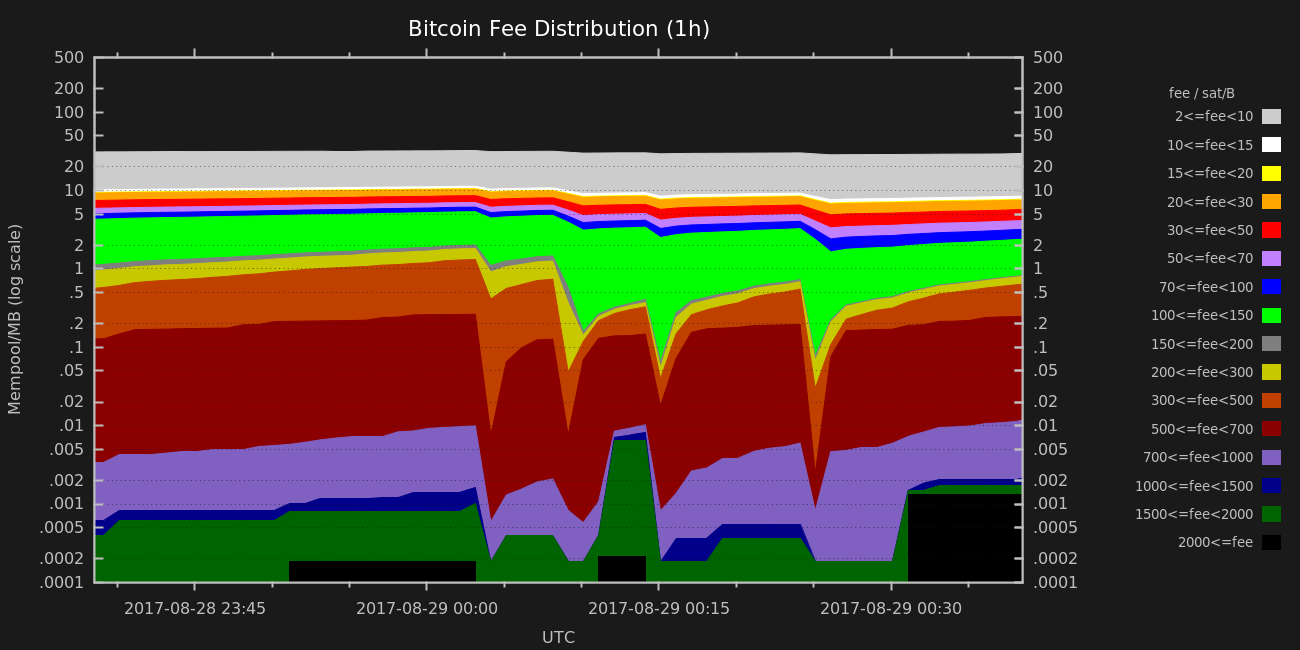 Bitcoin Fee Distribution (1h)
500
200
100
50
20
10
5
2
1
.5
.2
.1
.05
.02
.01
.005
.002
.001
.0005
.0002
.0001
Mempool/MB (log scale)
500
200
100
50
20
10
5
2
1
.5
.2
.1
.05
.02
.01
.005
.002
.001
.0005
.0002
.0001
2017-08-28 23:45 2017-08-29 00:00 2017-08-29 00:15 2017-08-29 00:30
UTC
fee / sat/B
2<=fee<10
10<=fee<15
15<=fee<20
20<=fee<30
30<=fee<50
50<=fee<70
70<=fee<100
100<=fee<150
150<=fee<200
200<=fee<300
300<=fee<500
500<=fee<700
700<=fee<1000
1000<=fee<1500
1500<=fee<2000
2000<=fee